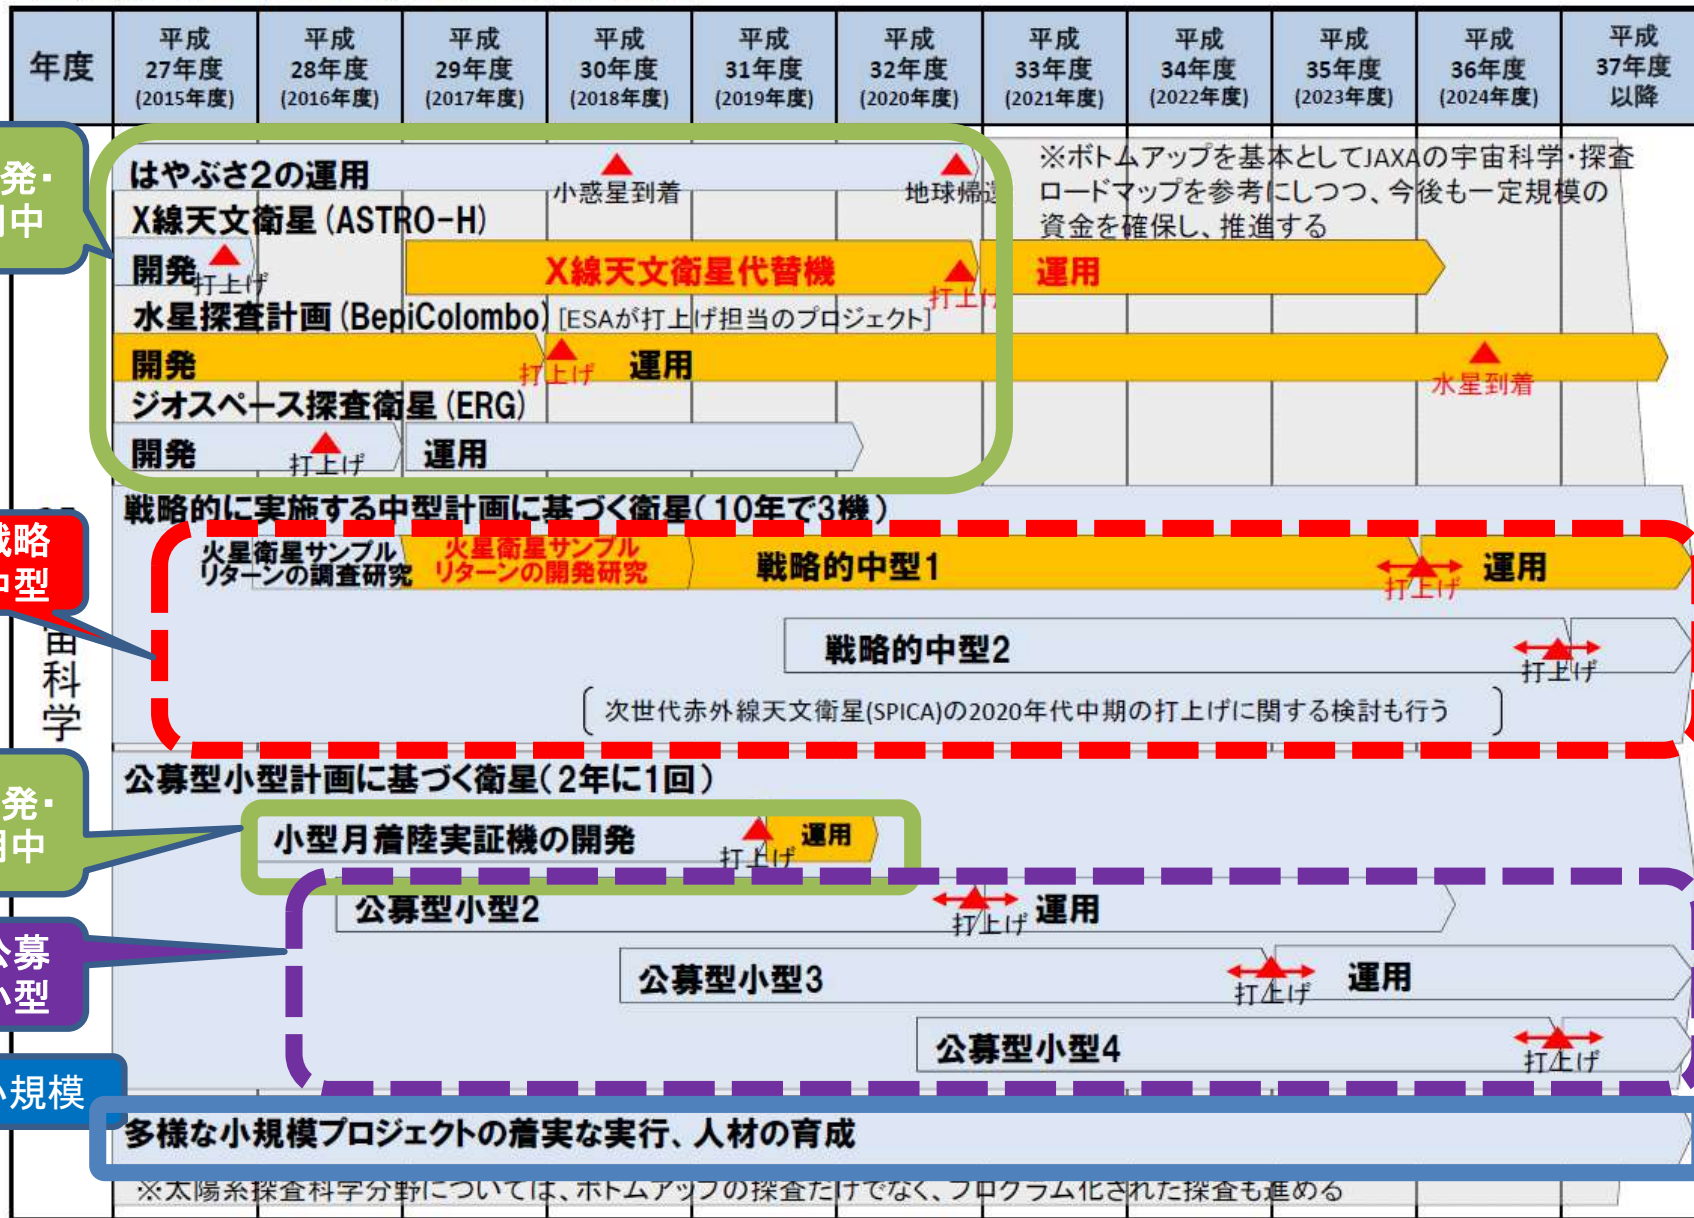 年度
平成
27年度
(2015年度)
平成
28年度
(2016年度)
平成
29年度
(2017年度)
平成
30年度
(2018年度)
平成
31年度
(2019年度)
平成
32年度
(2020年度)
平成
33年度
(2021年度)
平成
34年度
(2022年度)
平成
35年度
(2023年度)
平成
36年度
(2024年度)
平成
37年度
以降
発・
中
はやぶさ2の運用
小惑星到着
地球帰還
※ボトムアップを基本としてJAXAの宇宙科学・探査
ロードマップを参考にしつつ、今後も一定規模の
資金を確保し、推進する
X線天文衛星(ASTRO-H)
開発
打上げ
X線天文衛星代替機
打上げ
運用
水星探査計画(BepiColombo)[ESAが打上げ担当のプロジェクト]
開発
打上げ
運用
水星到着
ジオスペース探査衛星(ERG)
開発
打上げ
運用
戦略的に実施する中型計画に基づく衛星(10年で3機)
戦略
中型
火星衛星サンプル
リターンの調査研究
火星衛星サンプル
リターンの開発研究
戦略的中型1
打上げ
運用
宙科学
戦略的中型2
打上げ
次世代赤外線天文衛星(SPICA)の2020年代中期の打上げに関する検討も行う
公募型小型計画に基づく衛星(2年に1回)
発・
中
小型月着陸実証機の開発
打上げ
運用
公募型小型2
打上げ
運用
公募
小型
公募型小型3
打上げ
運用
公募型小型4
打上げ
小規模
多様な小規模プロジェクトの着実な実行、人材の育成
※太陽系探査科学分野については、ボトムアップの探査だけでなく、プログラム化された探査も進める